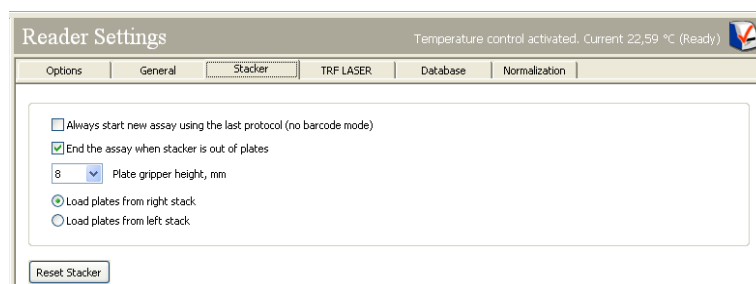 Reader Settings
Temperature control activated. Current 22,59 °C (Ready)
Options General Stacker TRF LASER Database Normalization
Always start new assay using the last protocol (no barcode mode)
End the assay when stacker is out of plates
8 Plate gripper height, mm
Load plates from right stack
Load plates from left stack
Reset Stacker